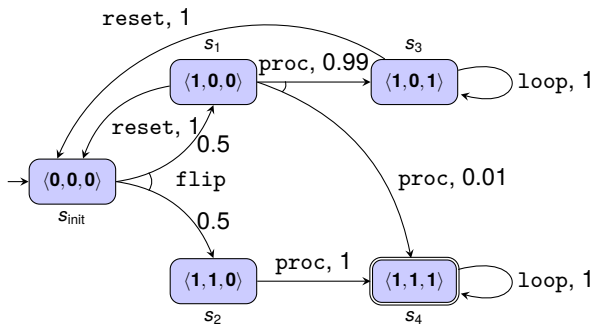 reset, 1
s1
s3
proc, 0.99
⟨1,0,0⟩
⟨1,0,1⟩
loop, 1
reset, 1
0.5
⟨0,0,0⟩
flip
proc, 0.01
sinit
0.5
proc, 1
⟨1,1,0⟩
⟨1,1,1⟩
loop, 1
s2
s4